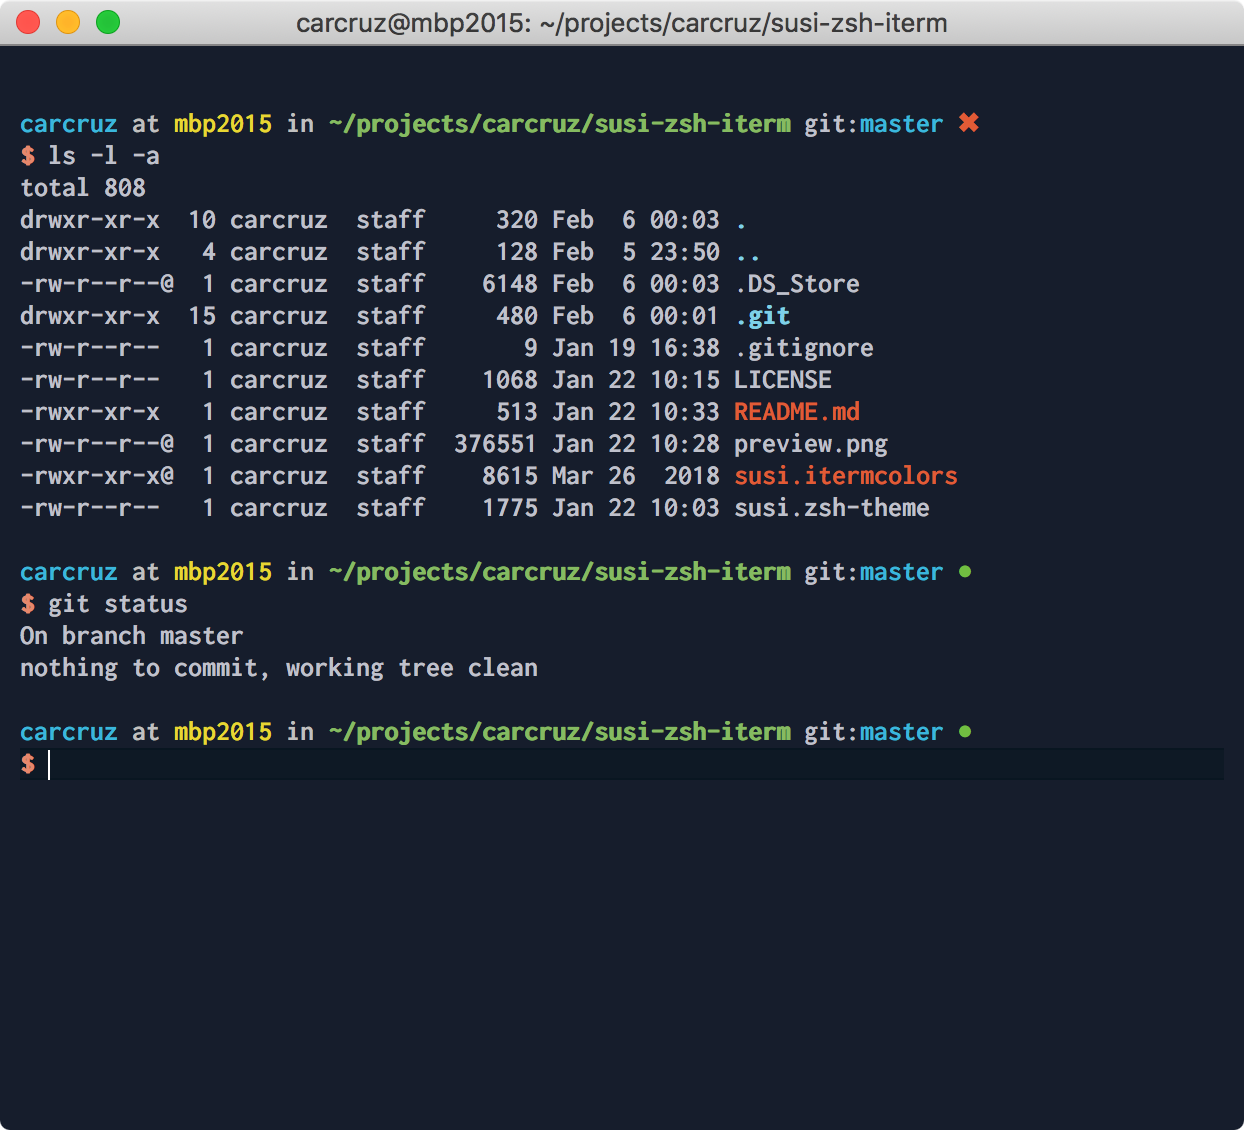 carcruz@mbp2015: ~/projects/carcruz/susi-zsh-iterm
carcruz at mbp2015 in ~/projects/carcruz/susi-zsh-iterm git:master ✖
$ ls -l -a
total 808
drwxr-xr-x  10 carcruz  staff     320 Feb  6 00:03 .
drwxr-xr-x   4 carcruz  staff     128 Feb  5 23:50 ..
-rw-r--r--@  1 carcruz  staff    6148 Feb  6 00:03 .DS_Store
drwxr-xr-x  15 carcruz  staff     480 Feb  6 00:01 .git
-rw-r--r--   1 carcruz  staff       9 Jan 19 16:38 .gitignore
-rw-r--r--   1 carcruz  staff    1068 Jan 22 10:15 LICENSE
-rwxr-xr-x   1 carcruz  staff     513 Jan 22 10:33 README.md
-rw-r--r--@  1 carcruz  staff  376551 Jan 22 10:28 preview.png
-rwxr-xr-x@  1 carcruz  staff    8615 Mar 26  2018 susi.itermcolors
-rw-r--r--   1 carcruz  staff    1775 Jan 22 10:03 susi.zsh-theme
carcruz at mbp2015 in ~/projects/carcruz/susi-zsh-iterm git:master ●
$ git status
On branch master
nothing to commit, working tree clean
carcruz at mbp2015 in ~/projects/carcruz/susi-zsh-iterm git:master ●
$